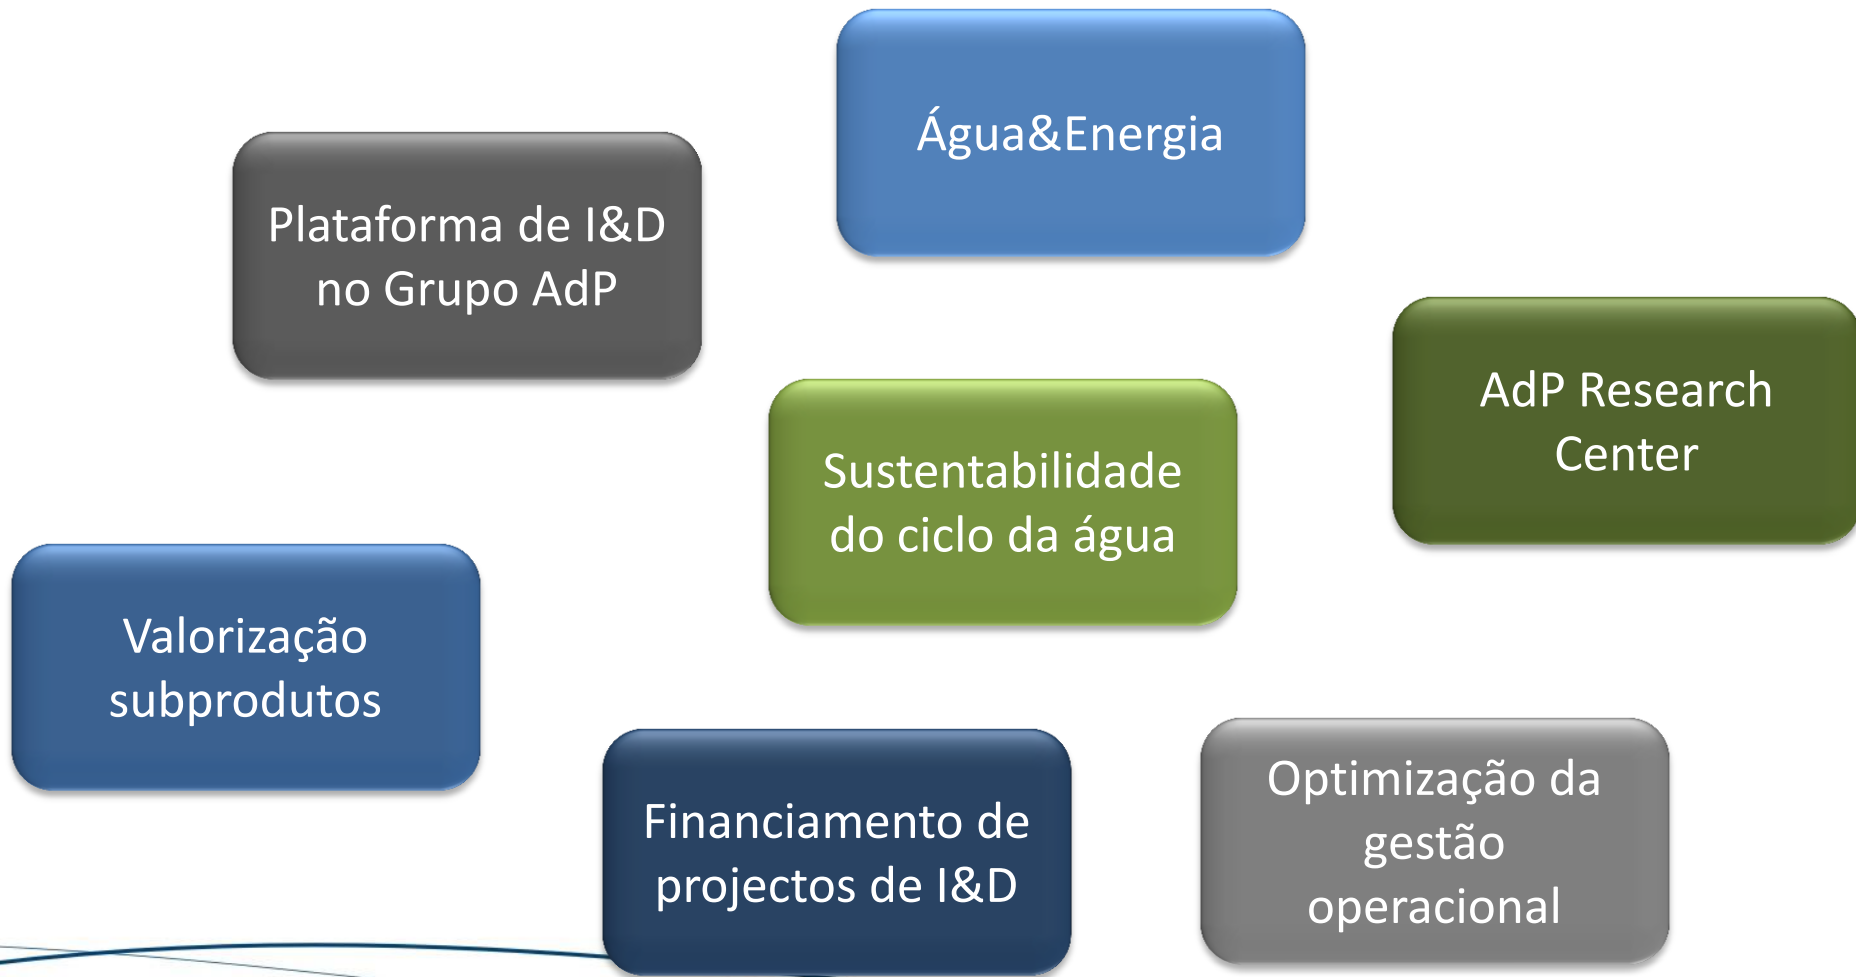 Água&Energia
Plataforma de I&D
no Grupo AdP
AdP Research
Center
Sustentabilidade
do ciclo da água
Valorização
subprodutos
Financiamento de
projectos de I&D
Optimização da
gestão
operacional